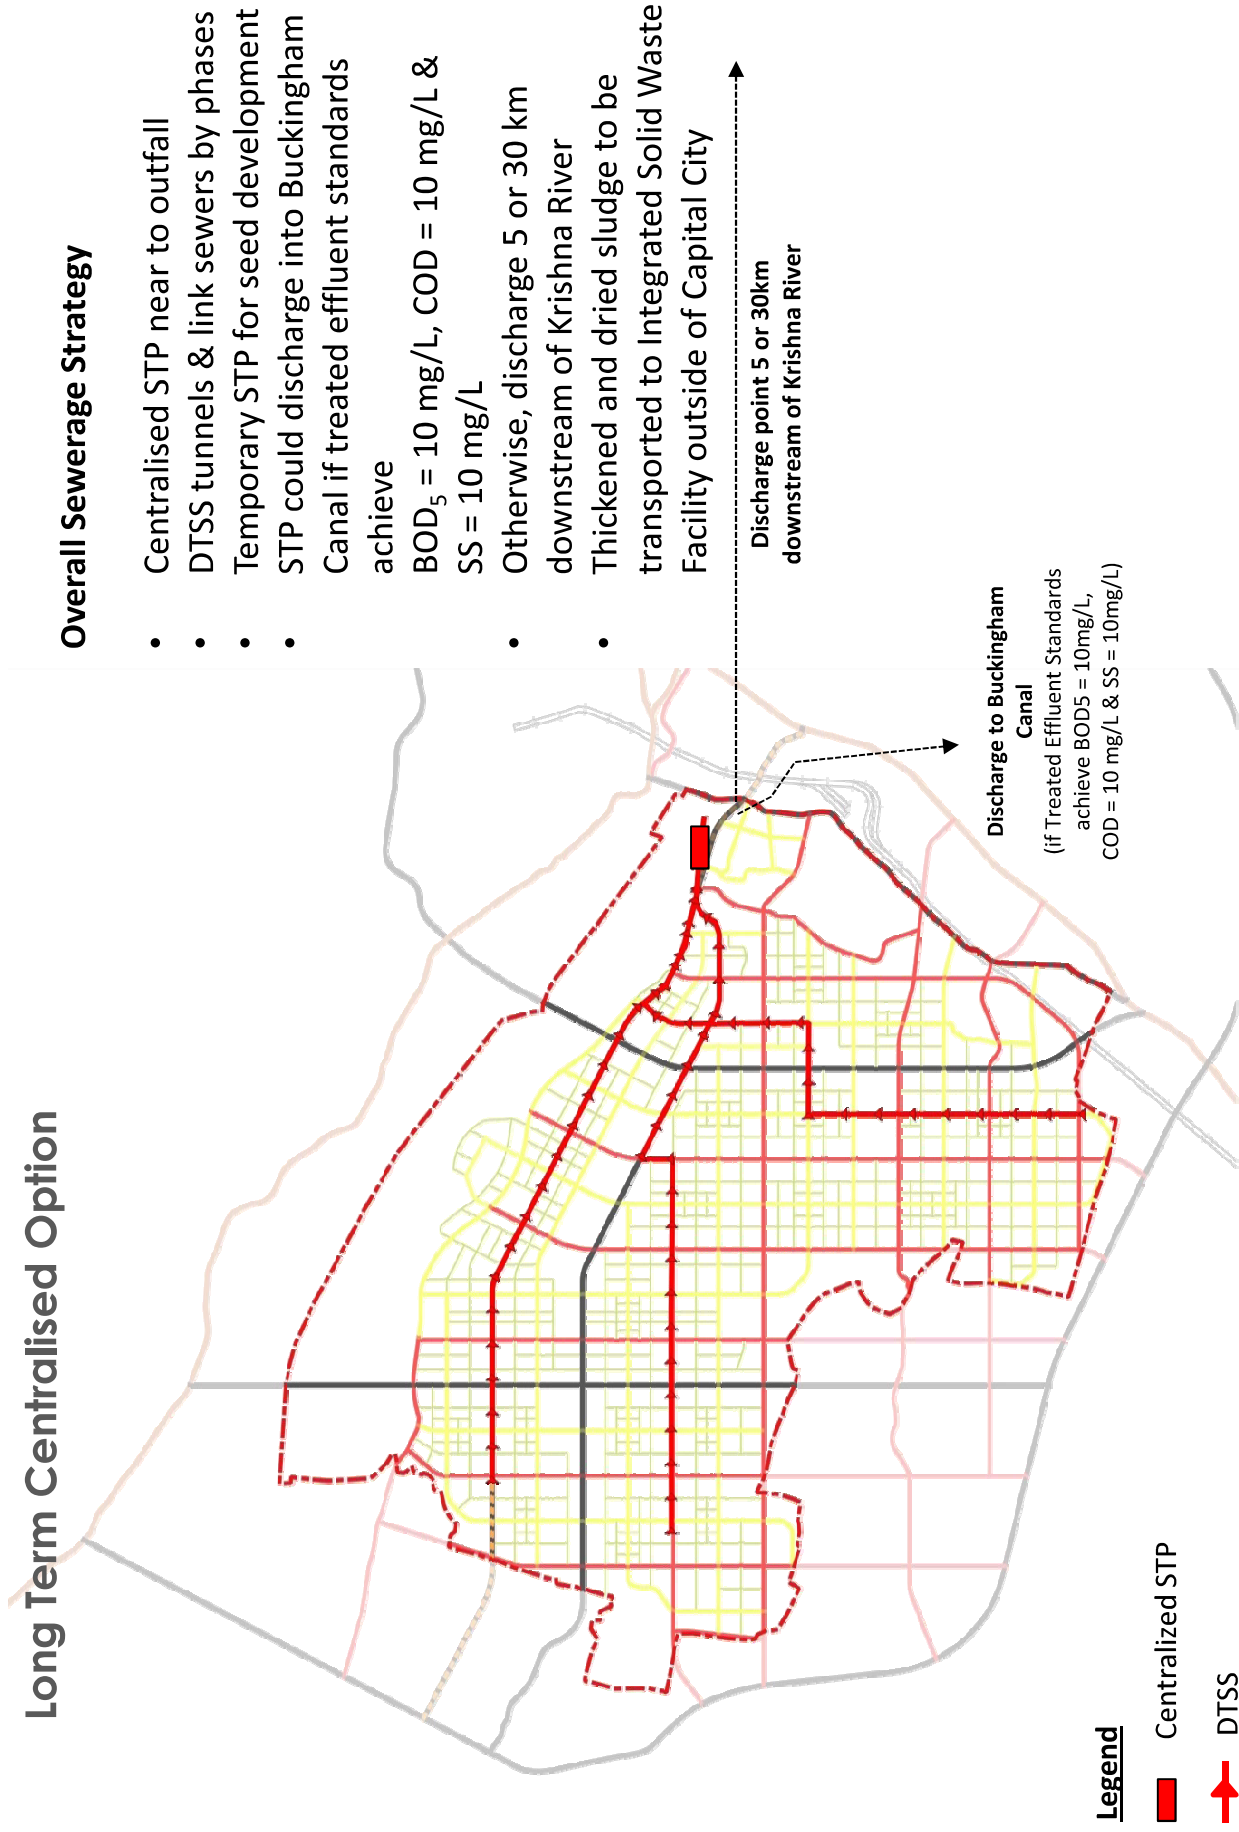 Long Term Centralised Option
Overall Sewerage Strategy
• Centralised STP near to outfall
• DTSS tunnels & link sewers by phases
• Temporary STP for seed development
• STP could discharge into Buckingham
Canal if treated effluent standards
achieve
BOD₅ = 10 mg/L, COD = 10 mg/L &
SS = 10 mg/L
• Otherwise, discharge 5 or 30 km
downstream of Krishna River
• Thickened and dried sludge to be
transported to Integrated Solid Waste
Facility outside of Capital City
Discharge point 5 or 30km
downstream of Krishna River
Discharge to Buckingham
Canal
(if Treated Effluent Standards
achieve BOD5 = 10mg/L,
COD = 10 mg/L & SS = 10mg/L)
Legend
Centralized STP
DTSS